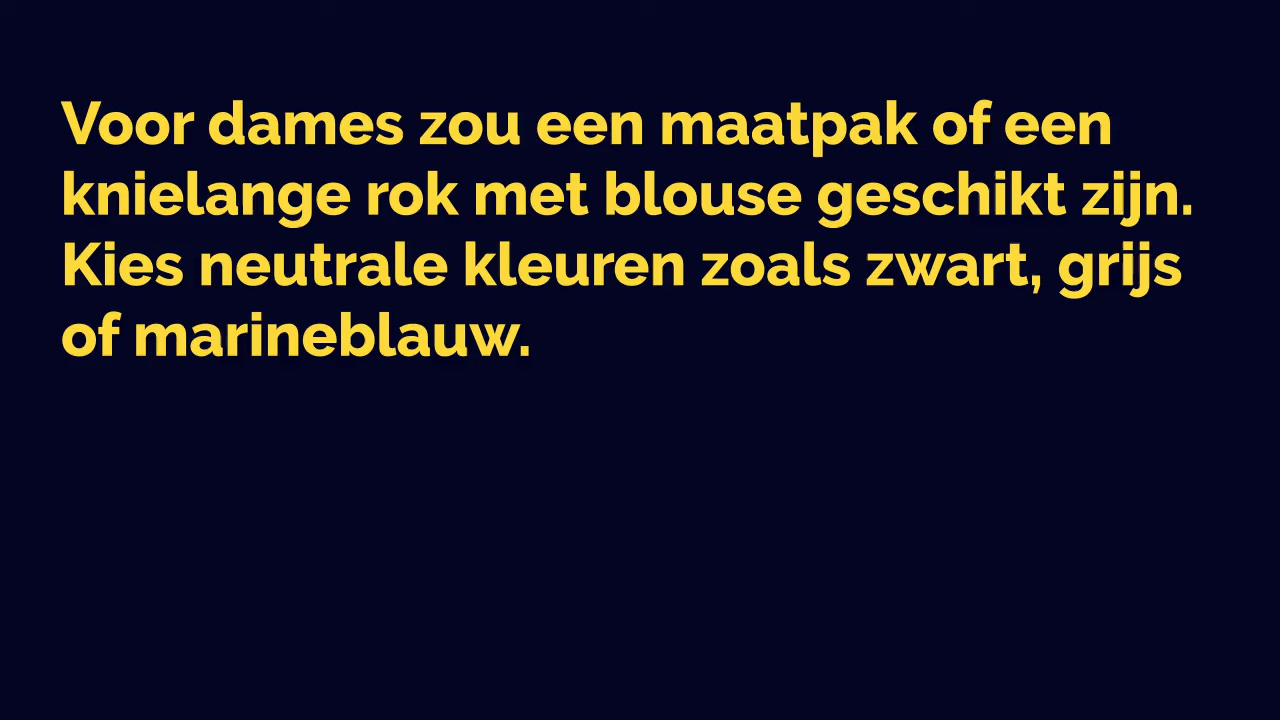 Voor dames zou een maatpak of een
knielange rok met blouse geschikt zijn.
Kies neutrale kleuren zoals zwart, grijs
of marineblauw.